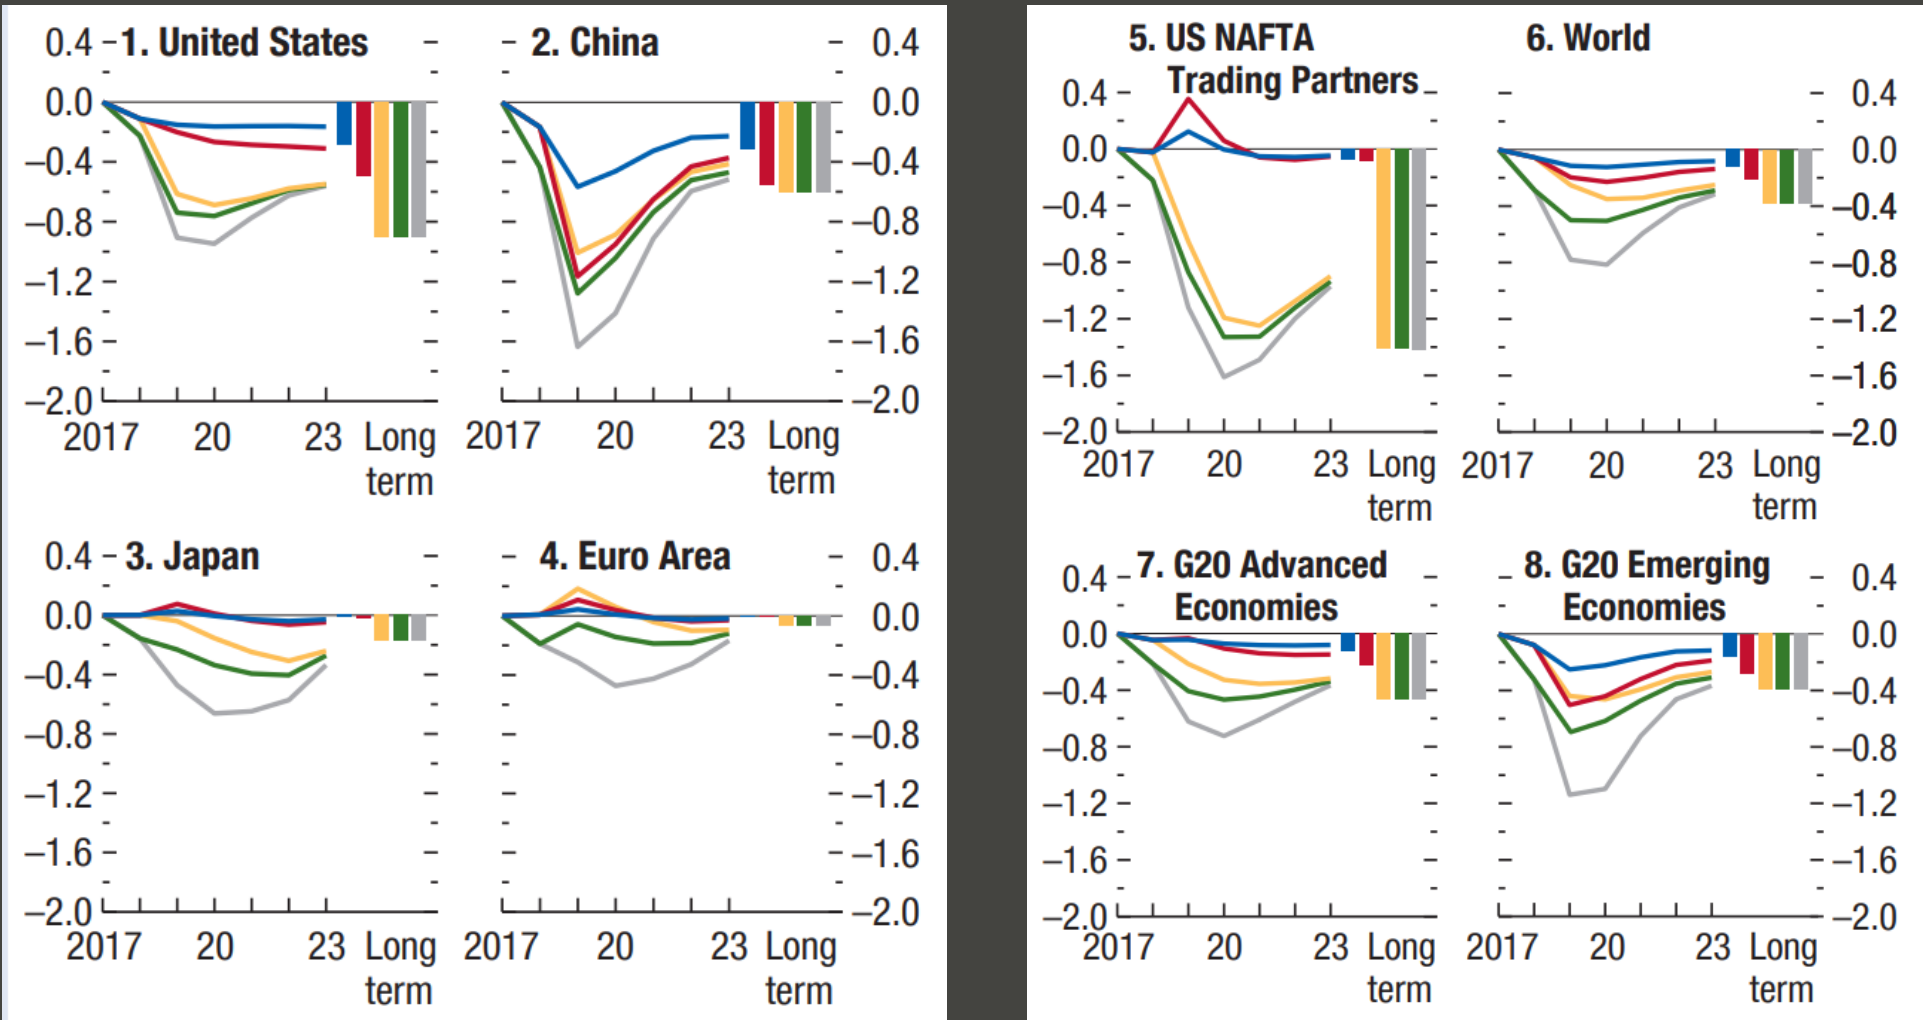 1. United States
0.4
0.0
−0.4
−0.8
−1.2
−1.6
−2.0
2017 20 23 Long
term
2. China
0.4
0.0
−0.4
−0.8
−1.2
−1.6
−2.0
2017 20 23 Long
term
3. Japan
0.4
0.0
−0.4
−0.8
−1.2
−1.6
−2.0
2017 20 23 Long
term
4. Euro Area
0.4
0.0
−0.4
−0.8
−1.2
−1.6
−2.0
2017 20 23 Long
term
5. US NAFTA
Trading Partners
0.4
0.0
−0.4
−0.8
−1.2
−1.6
−2.0
2017 20 23 Long
term
6. World
0.4
0.0
−0.4
−0.8
−1.2
−1.6
−2.0
2017 20 23 Long
term
7. G20 Advanced
Economies
0.4
0.0
−0.4
−0.8
−1.2
−1.6
−2.0
2017 20 23 Long
term
8. G20 Emerging
Economies
0.4
0.0
−0.4
−0.8
−1.2
−1.6
−2.0
2017 20 23 Long
term